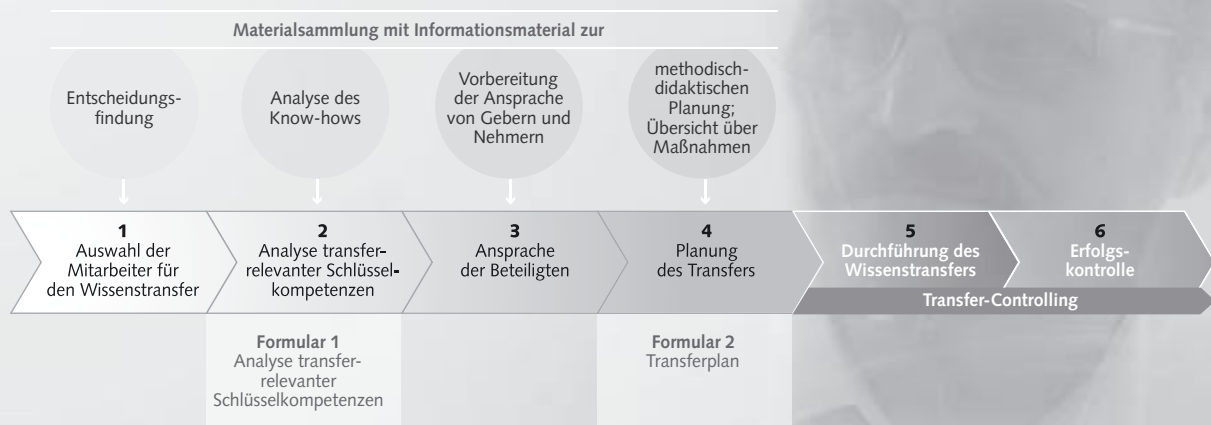 Materialsammlung mit Informationsmaterial zur
Entscheidungs-
findung
Analyse des
Know-hows
Vorbereitung
der Ansprache
von Gebern und
Nehmern
methodisch-
didaktischen
Planung;
Übersicht über
Maßnahmen
1
Auswahl der
Mitarbeiter für
den Wissenstransfer
2
Analyse transfer-
relevanter Schlüssel-
kompetenzen
3
Ansprache
der Beteiligten
4
Planung
des Transfers
5
Durchführung des
Wissenstransfers
6
Erfolgs-
kontrolle
Transfer-Controlling
Formular 1
Analyse transfer-
relevanter
Schlüsselkompetenzen
Formular 2
Transferplan